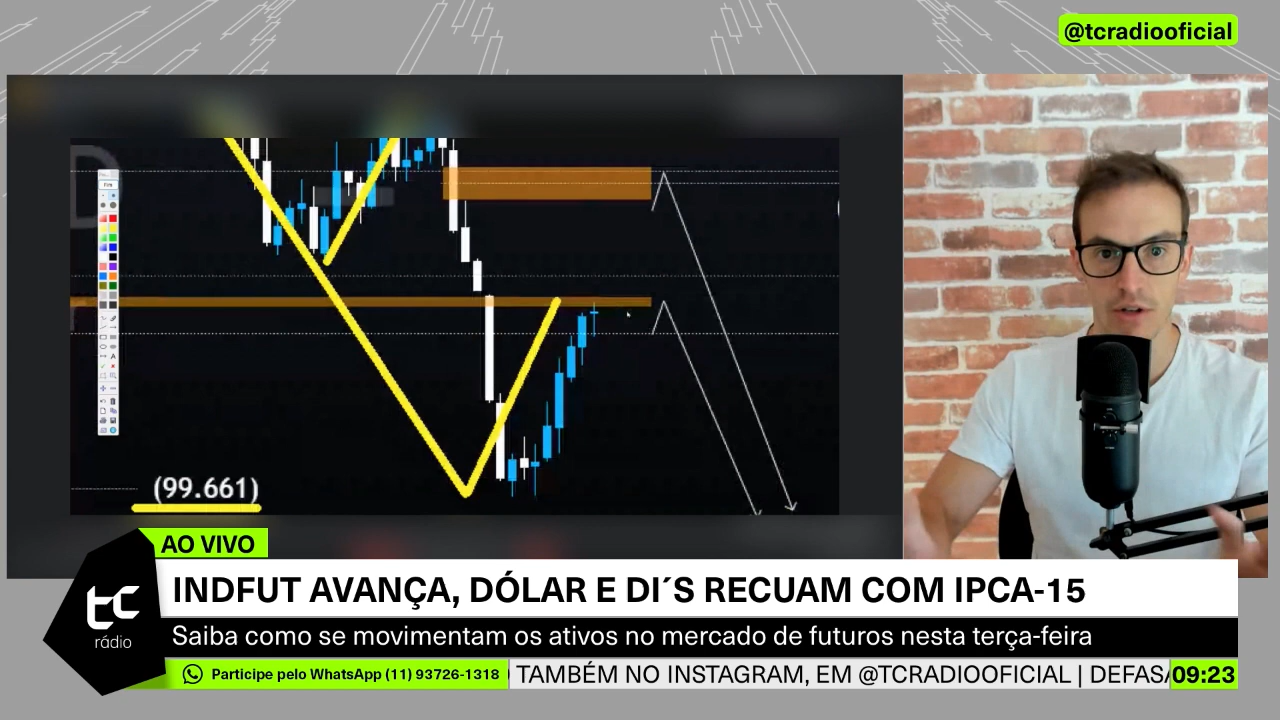 @tcradiooficial
(99.661)
AO VIVO
INDFUT AVANÇA, DÓLAR E DI´S RECUAM COM IPCA-15
tc
rádio
Saiba como se movimentam os ativos no mercado de futuros nesta terça-feira
Participe pelo WhatsApp (11) 93726-1318
TAMBÉM NO INSTAGRAM, EM @TCRADIOOFICIAL | DEFASA
09:23